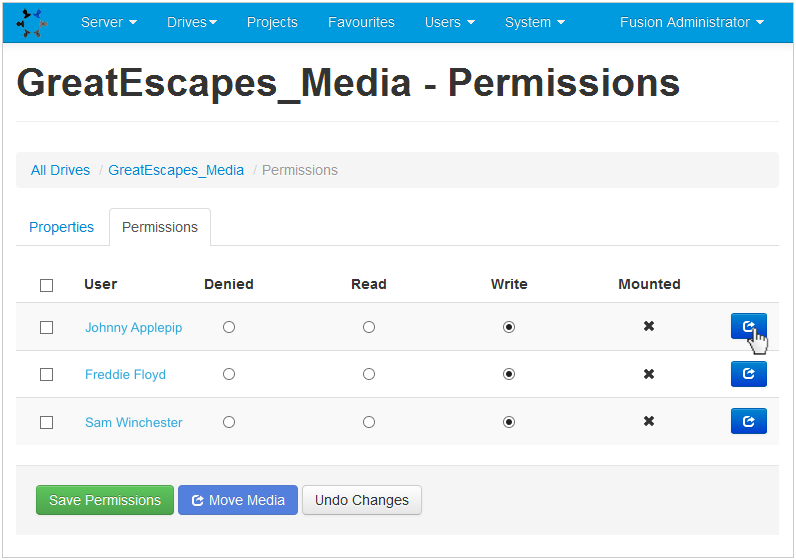 Server Drives Projects Favourites Users System Fusion Administrator
GreatEscapes_Media - Permissions
All Drives / GreatEscapes_Media / Permissions
Properties Permissions
User Denied Read Write Mounted
Johnny Applepip
Freddie Floyd
Sam Winchester
Save Permissions Move Media Undo Changes